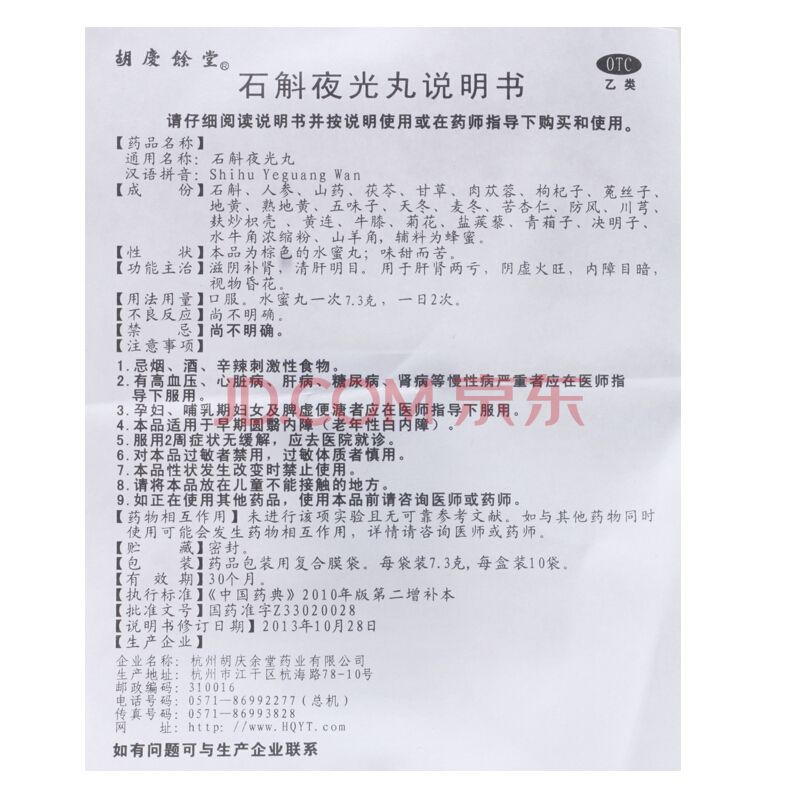 胡慶餘堂®
OTC
乙类
石斛夜光丸说明书
请仔细阅读说明书并按说明使用或在药师指导下购买和使用。
【药品名称】
通用名称：石斛夜光丸
汉语拼音：Shihu Yeguang Wan
【成　　份】石斛、人参、山药、茯苓、甘草、肉苁蓉、枸杞子、菟丝子、
地黄、熟地黄、五味子、天冬、麦冬、苦杏仁、防风、川芎、
麸炒枳壳、黄连、牛膝、菊花、盐蒺藜、青葙子、决明子、
水牛角浓缩粉、山羊角，辅料为蜂蜜。
【性　　状】本品为棕色的水蜜丸；味甜而苦。
【功能主治】滋阴补肾，清肝明目。用于肝肾两亏，阴虚火旺，内障目暗，
视物昏花。
【用法用量】口服。水蜜丸一次7.3克，一日2次。
【不良反应】尚不明确。
【禁　　忌】尚不明确。
【注意事项】
1.忌烟、酒、辛辣刺激性食物。
2.有高血压、心脏病、肝病、糖尿病、肾病等慢性病严重者应在医师指
导下服用。
3.孕妇、哺乳期妇女及脾虚便溏者应在医师指导下服用。
4.本品适用于早期圆翳内障（老年性白内障）。
5.服用2周症状无缓解，应去医院就诊。
6.对本品过敏者禁用，过敏体质者慎用。
7.本品性状发生改变时禁止使用。
8.请将本品放在儿童不能接触的地方。
9.如正在使用其他药品，使用本品前请咨询医师或药师。
【药物相互作用】未进行该项实验且无可靠参考文献。如与其他药物同时
使用可能会发生药物相互作用，详情请咨询医师或药师。
【贮　　藏】密封。
【包　　装】药品包装用复合膜袋。每袋装7.3克，每盒装10袋。
【有 效 期】30个月。
【执行标准】《中国药典》2010年版第二增补本
【批准文号】国药准字Z33020028
【说明书修订日期】2013年10月28日
【生产企业】
企业名称：杭州胡庆余堂药业有限公司
生产地址：杭州市江干区杭海路78-10号
邮政编码：310016
电话号码：0571—86992277（总机）
传真号码：0571—86993828
网　　址：http: //www.HQYT.com
如有问题可与生产企业联系
JD.COM 京东